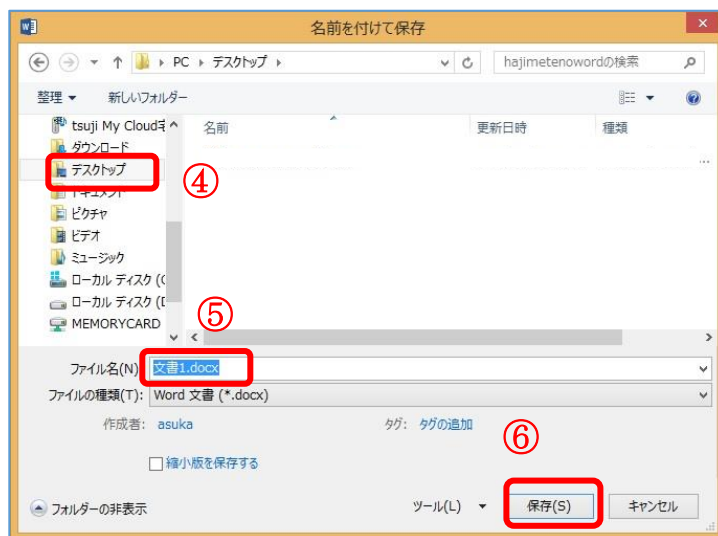 名前を付けて保存
PC ▸ デスクトップ ▸
hajimetenowordの検索
整理 新しいフォルダー
tsuji My Cloud
名前 更新日時 種類
ダウンロード
デスクトップ
④
ドキュメント
ピクチャ
ビデオ
ミュージック
ローカル ディスク (C
ローカル ディスク (D
MEMORYCARD
⑤
ファイル名(N) 文書1.docx
ファイルの種類(T): Word 文書 (*.docx)
作成者: asuka タグ: タグの追加
⑥
縮小版を保存する
フォルダーの非表示 ツール(L) 保存(S) キャンセル